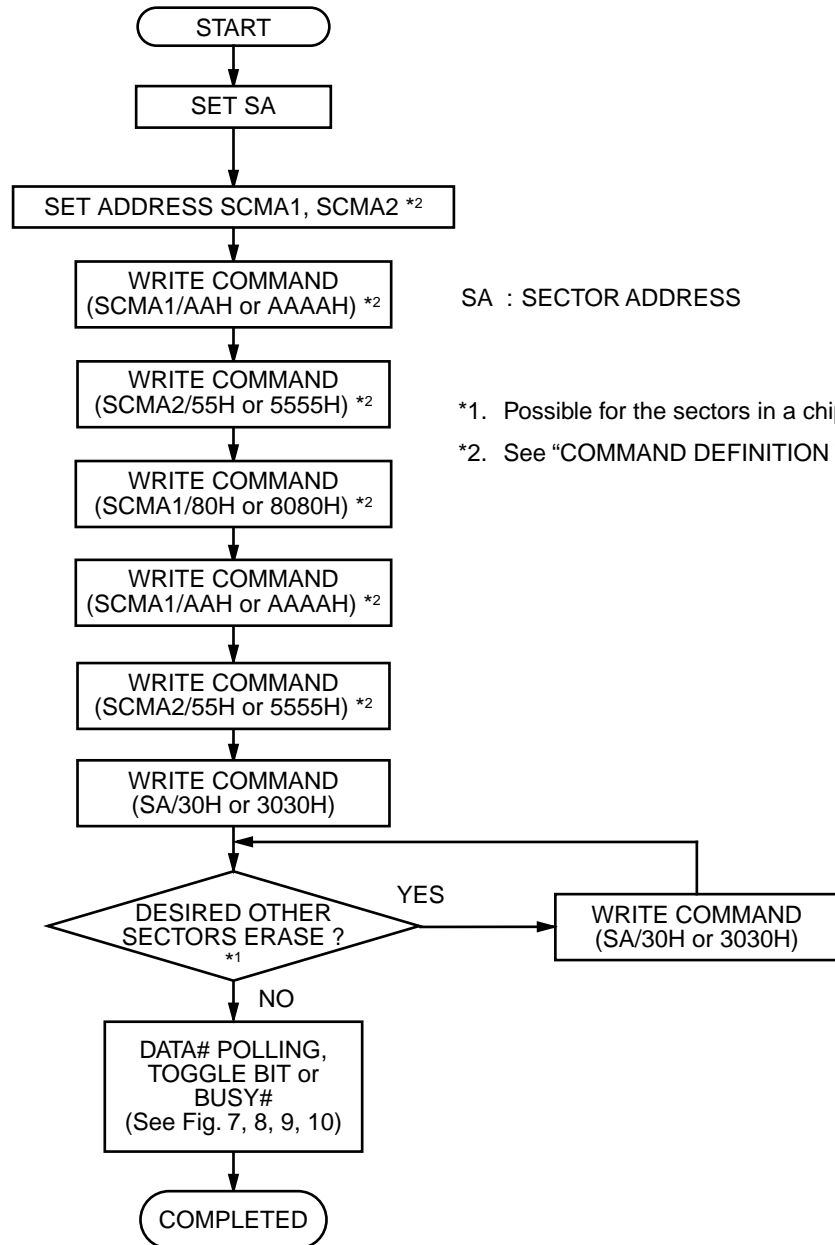 START
SET SA
SET ADDRESS SCMA1, SCMA2 *2
WRITE COMMAND
(SCMA1/AAH or AAAAH) *2
SA : SECTOR ADDRESS
WRITE COMMAND
(SCMA2/55H or 5555H) *2
*1. Possible for the sectors in a
*2. See “COMMAND DEFINITION
WRITE COMMAND
(SCMA1/80H or 8080H) *2
WRITE COMMAND
(SCMA1/AAH or AAAAH) *2
WRITE COMMAND
(SCMA2/55H or 5555H) *2
WRITE COMMAND
(SA/30H or 3030H)
DESIRED OTHER
SECTORS ERASE ?
*1
YES
WRITE COMMAND
(SA/30H or 3030H)
NO
DATA# POLLING,
TOGGLE BIT or
BUSY#
(See Fig. 7, 8, 9, 10)
COMPLETED